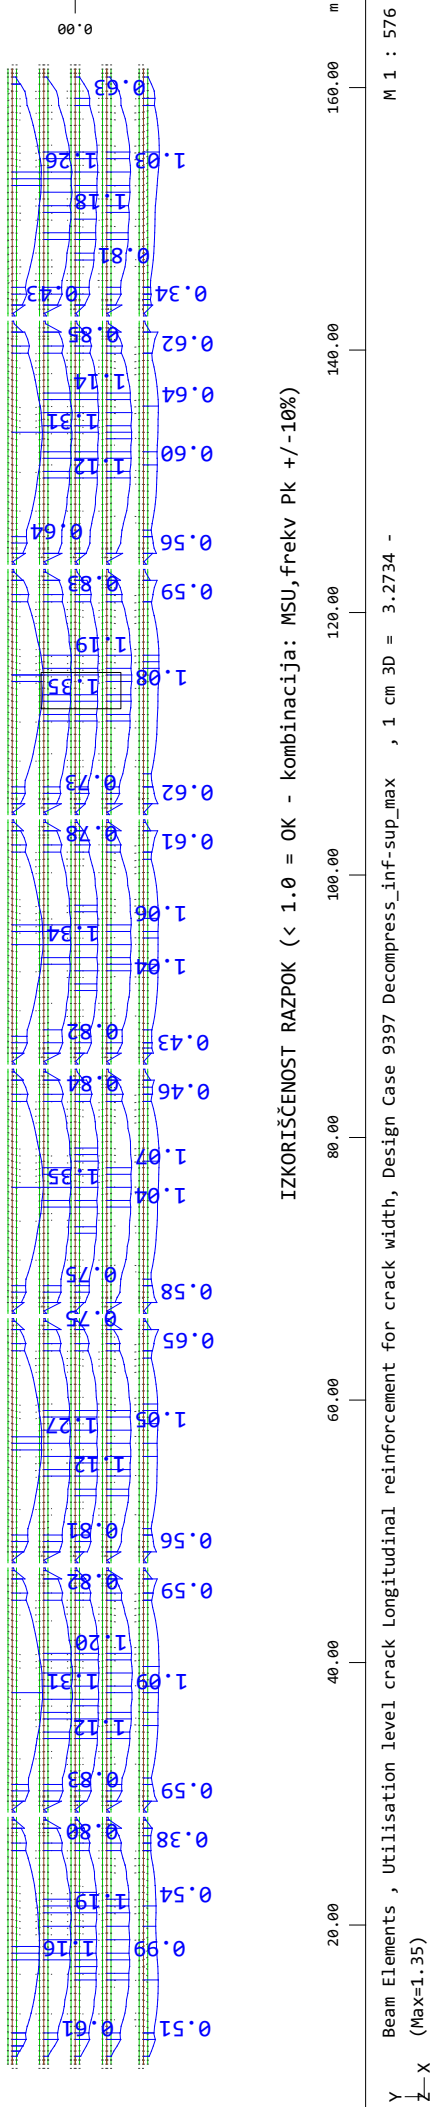 0.64 0.43
1.16 1.31 1.27 1.35 1.34 1.35 1.31 1.26
0.61 0.80 0.83 0.82 0.81 0.75 0.75 0.84 0.82 0.78 0.73 0.83 0.85
0.00
1.19 1.12 1.20 1.12 1.19 1.12 1.14 1.18
0.81 0.63
0.99 1.09 1.05 1.04 1.07 1.04 1.06 1.08 1.03
0.51 0.54 0.38 0.59 0.59 0.56 0.65 0.58 0.46 0.43 0.61 0.62 0.59 0.56 0.60 0.64 0.62 0.34
IZKORIŠČENOST RAZPOK (< 1.0 = OK - kombinacija: MSU,frekv Pk +/-10%)
20.00 40.00 60.00 80.00 100.00 120.00 140.00 160.00 m
Y
Z X
Beam Elements , Utilisation level crack Longitudinal reinforcement for crack width, Design Case 9397 Decompress_inf-sup_max , 1 cm 3D = 3.2734 - M 1 : 576
(Max=1.35)